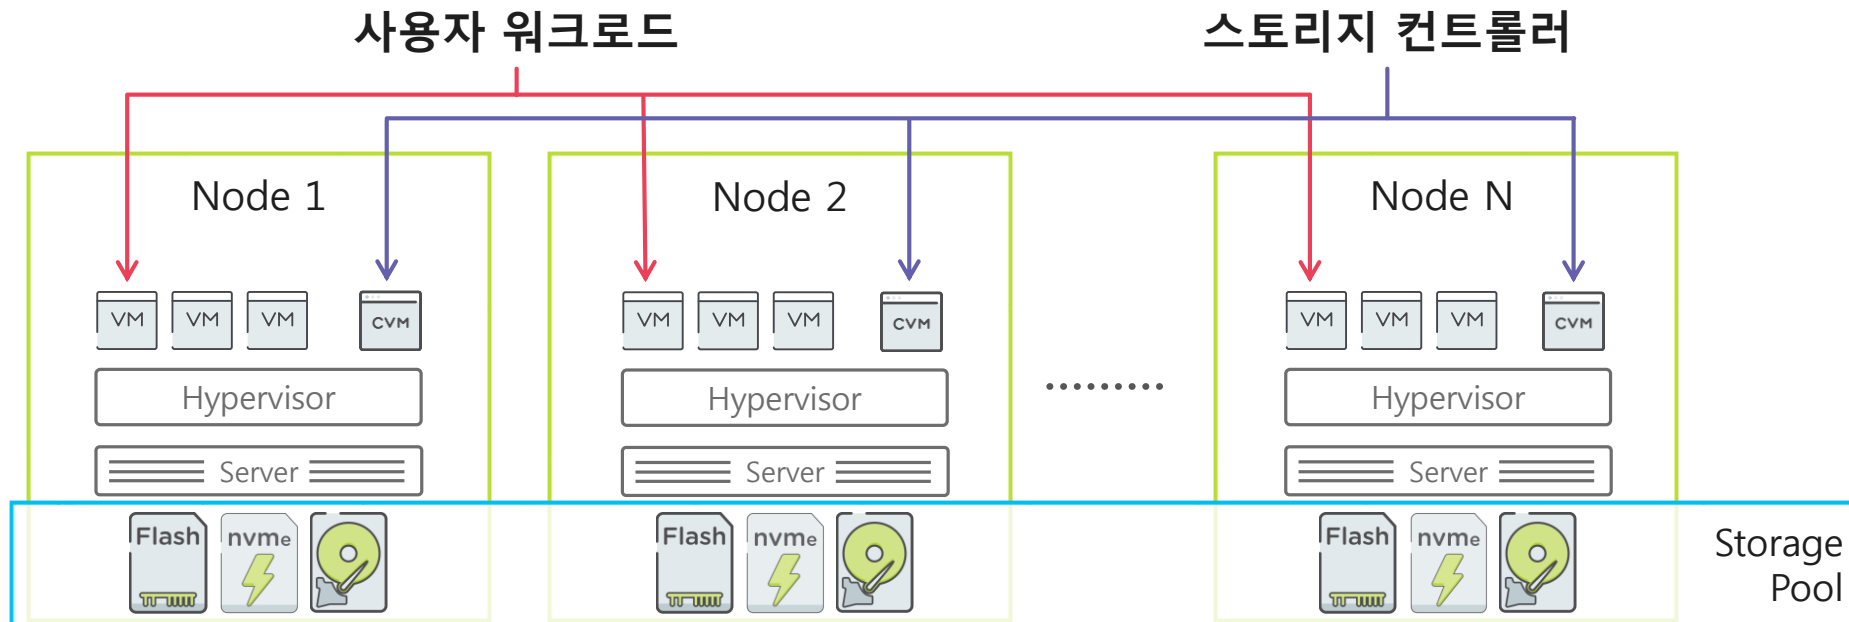 사용자 워크로드
스토리지 컨트롤러
Node 1
Node 2
Node N
VM VM VM CVM
VM VM VM CVM
VM VM VM CVM
Hypervisor
Hypervisor
.........
Hypervisor
Server
Server
Server
Flash nvme
Flash nvme
Flash nvme
Storage
Pool